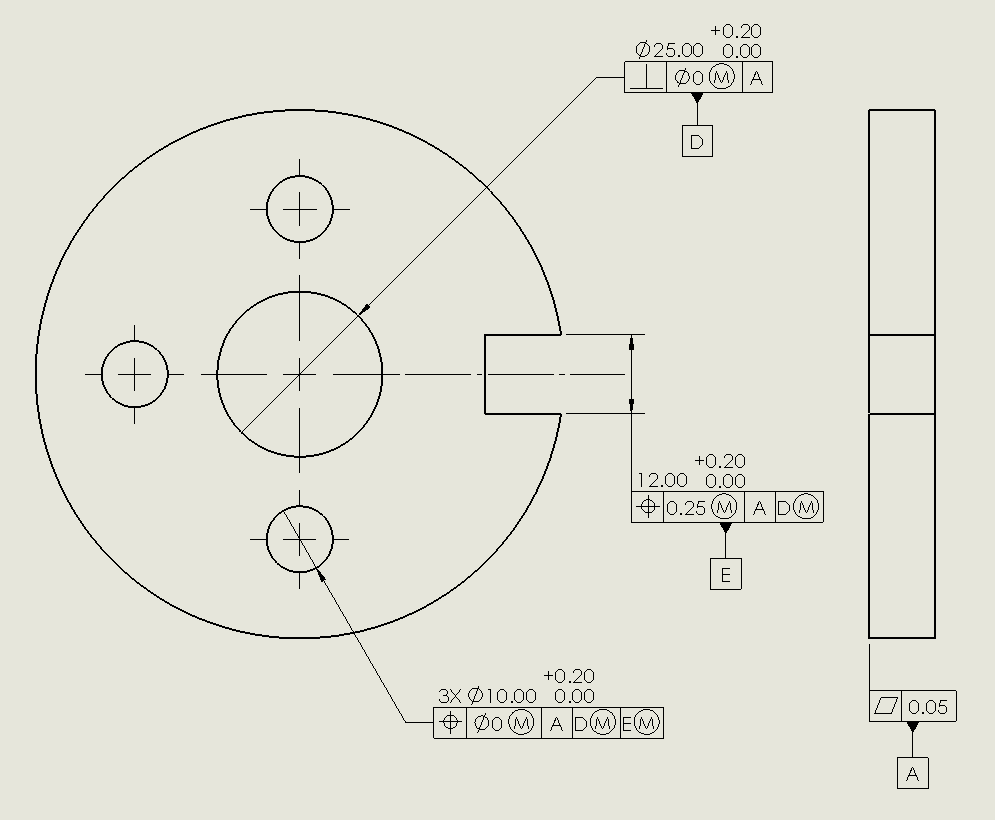 +0.20
Ø25.00 0.00
⊥ Ø0 Ⓜ A
D
+0.20
12.00 0.00
⌖ 0.25 Ⓜ A DⓂ
E
+0.20
3X Ø10.00 0.00
⌖ Ø0 Ⓜ A DⓂ EⓂ
⏥ 0.05
A